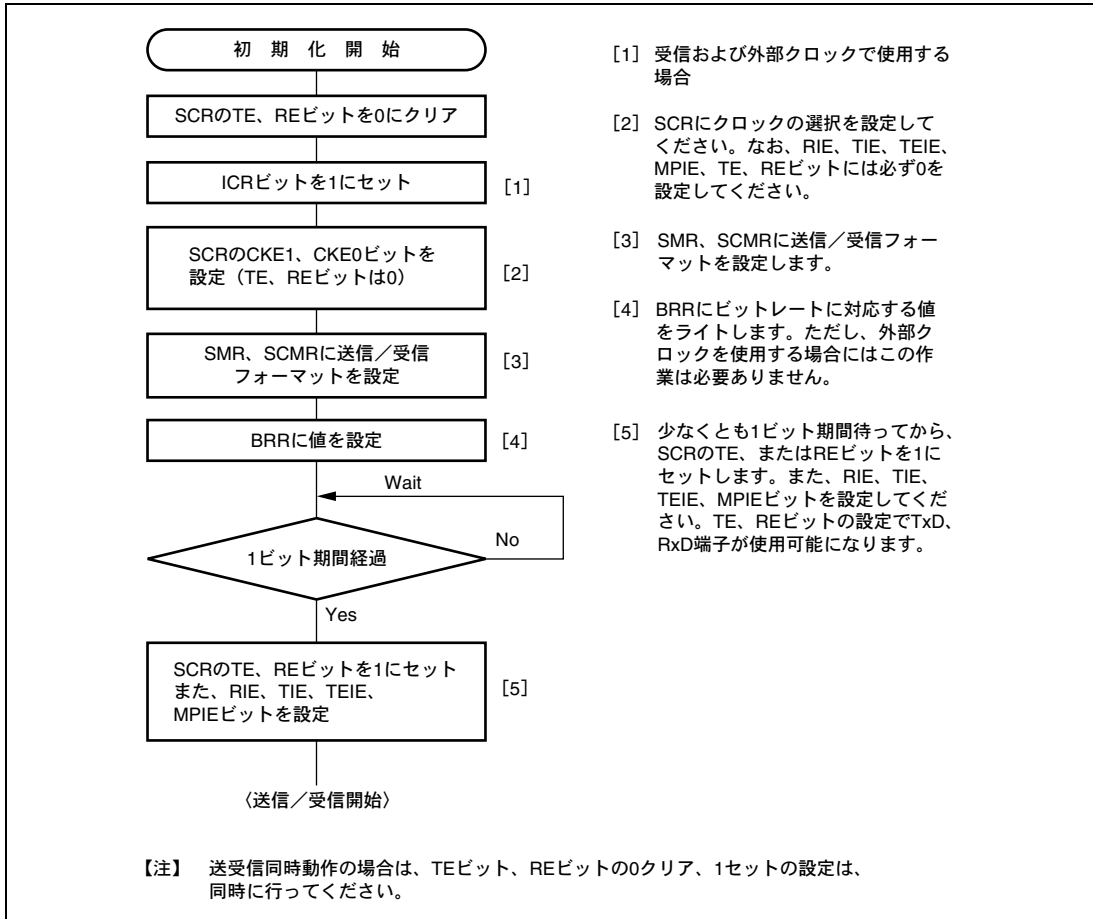 初 期 化 開 始
SCRのTE、REビットを0にクリア
ICRビットを1にセット
[1]
SCRのCKE1、CKE0ビットを
設定（TE、REビットは0）
[2]
SMR、SCMRに送信／受信
フォーマットを設定
[3]
BRRに値を設定
[4]
Wait
1ビット期間経過
No
Yes
SCRのTE、REビットを1にセット
また、RIE、TIE、TEIE、
MPIEビットを設定
[5]
〈送信／受信開始〉
[1] 受信および外部クロックで使用する
場合
[2] SCRにクロックの選択を設定して
ください。なお、RIE、TIE、TEIE、
MPIE、TE、REビットには必ず0を
設定してください。
[3] SMR、SCMRに送信／受信フォー
マットを設定します。
[4] BRRにビットレートに対応する値
をライトします。ただし、外部ク
ロックを使用する場合にはこの作
業は必要ありません。
[5] 少なくとも1ビット期間待ってから、
SCRのTE、またはREビットを1に
セットします。また、RIE、TIE、
TEIE、MPIEビットを設定してくだ
さい。TE、REビットの設定でTxD、
RxD端子が使用可能になります。
【注】 送受信同時動作の場合は、TEビット、REビットの0クリア、1セットの設定は、
同時に行ってください。